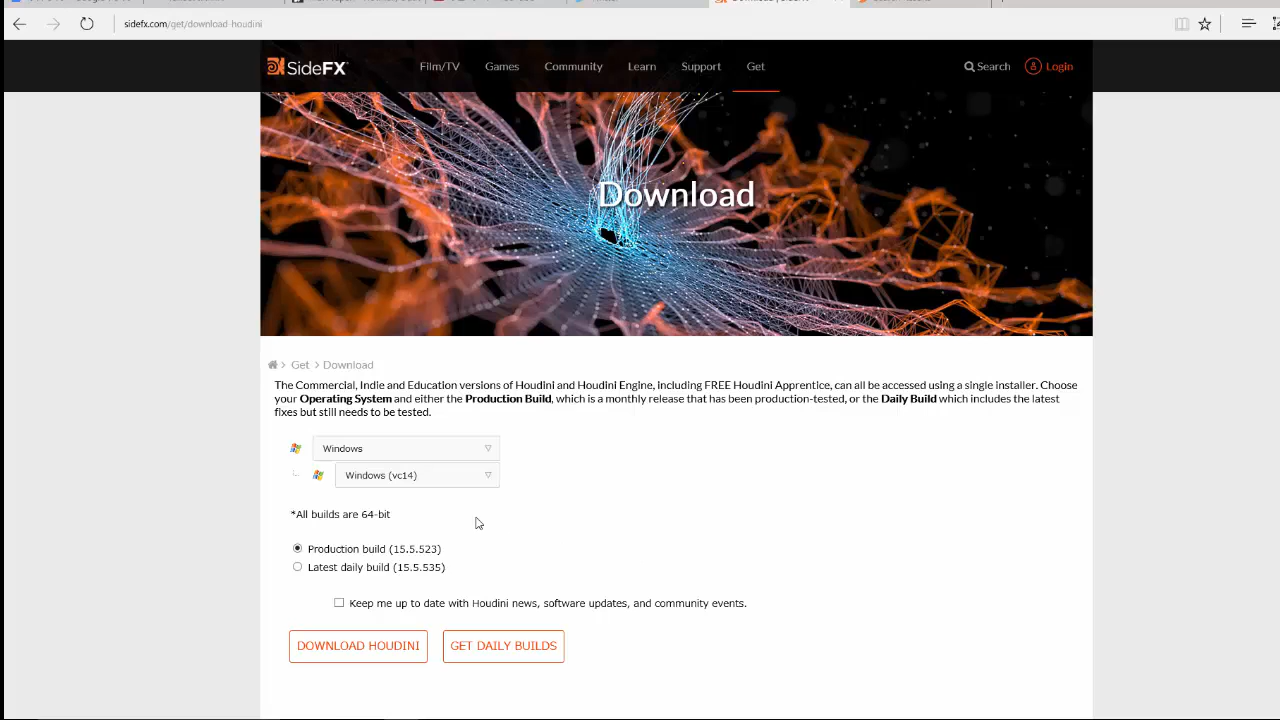 sidefx.com/get/download-houdini
SideFX
Film/TV Games Community Learn Support Get
Search Login
Download
Get > Download
The Commercial, Indie and Education versions of Houdini and Houdini Engine, including FREE Houdini Apprentice, can all be accessed using a single installer. Choose
your Operating System and either the Production Build, which is a monthly release that has been production-tested, or the Daily Build which includes the latest
fixes but still needs to be tested.
Windows
Windows (vc14)
*All builds are 64-bit
Production build (15.5.523)
Latest daily build (15.5.535)
Keep me up to date with Houdini news, software updates, and community events.
DOWNLOAD HOUDINI GET DAILY BUILDS